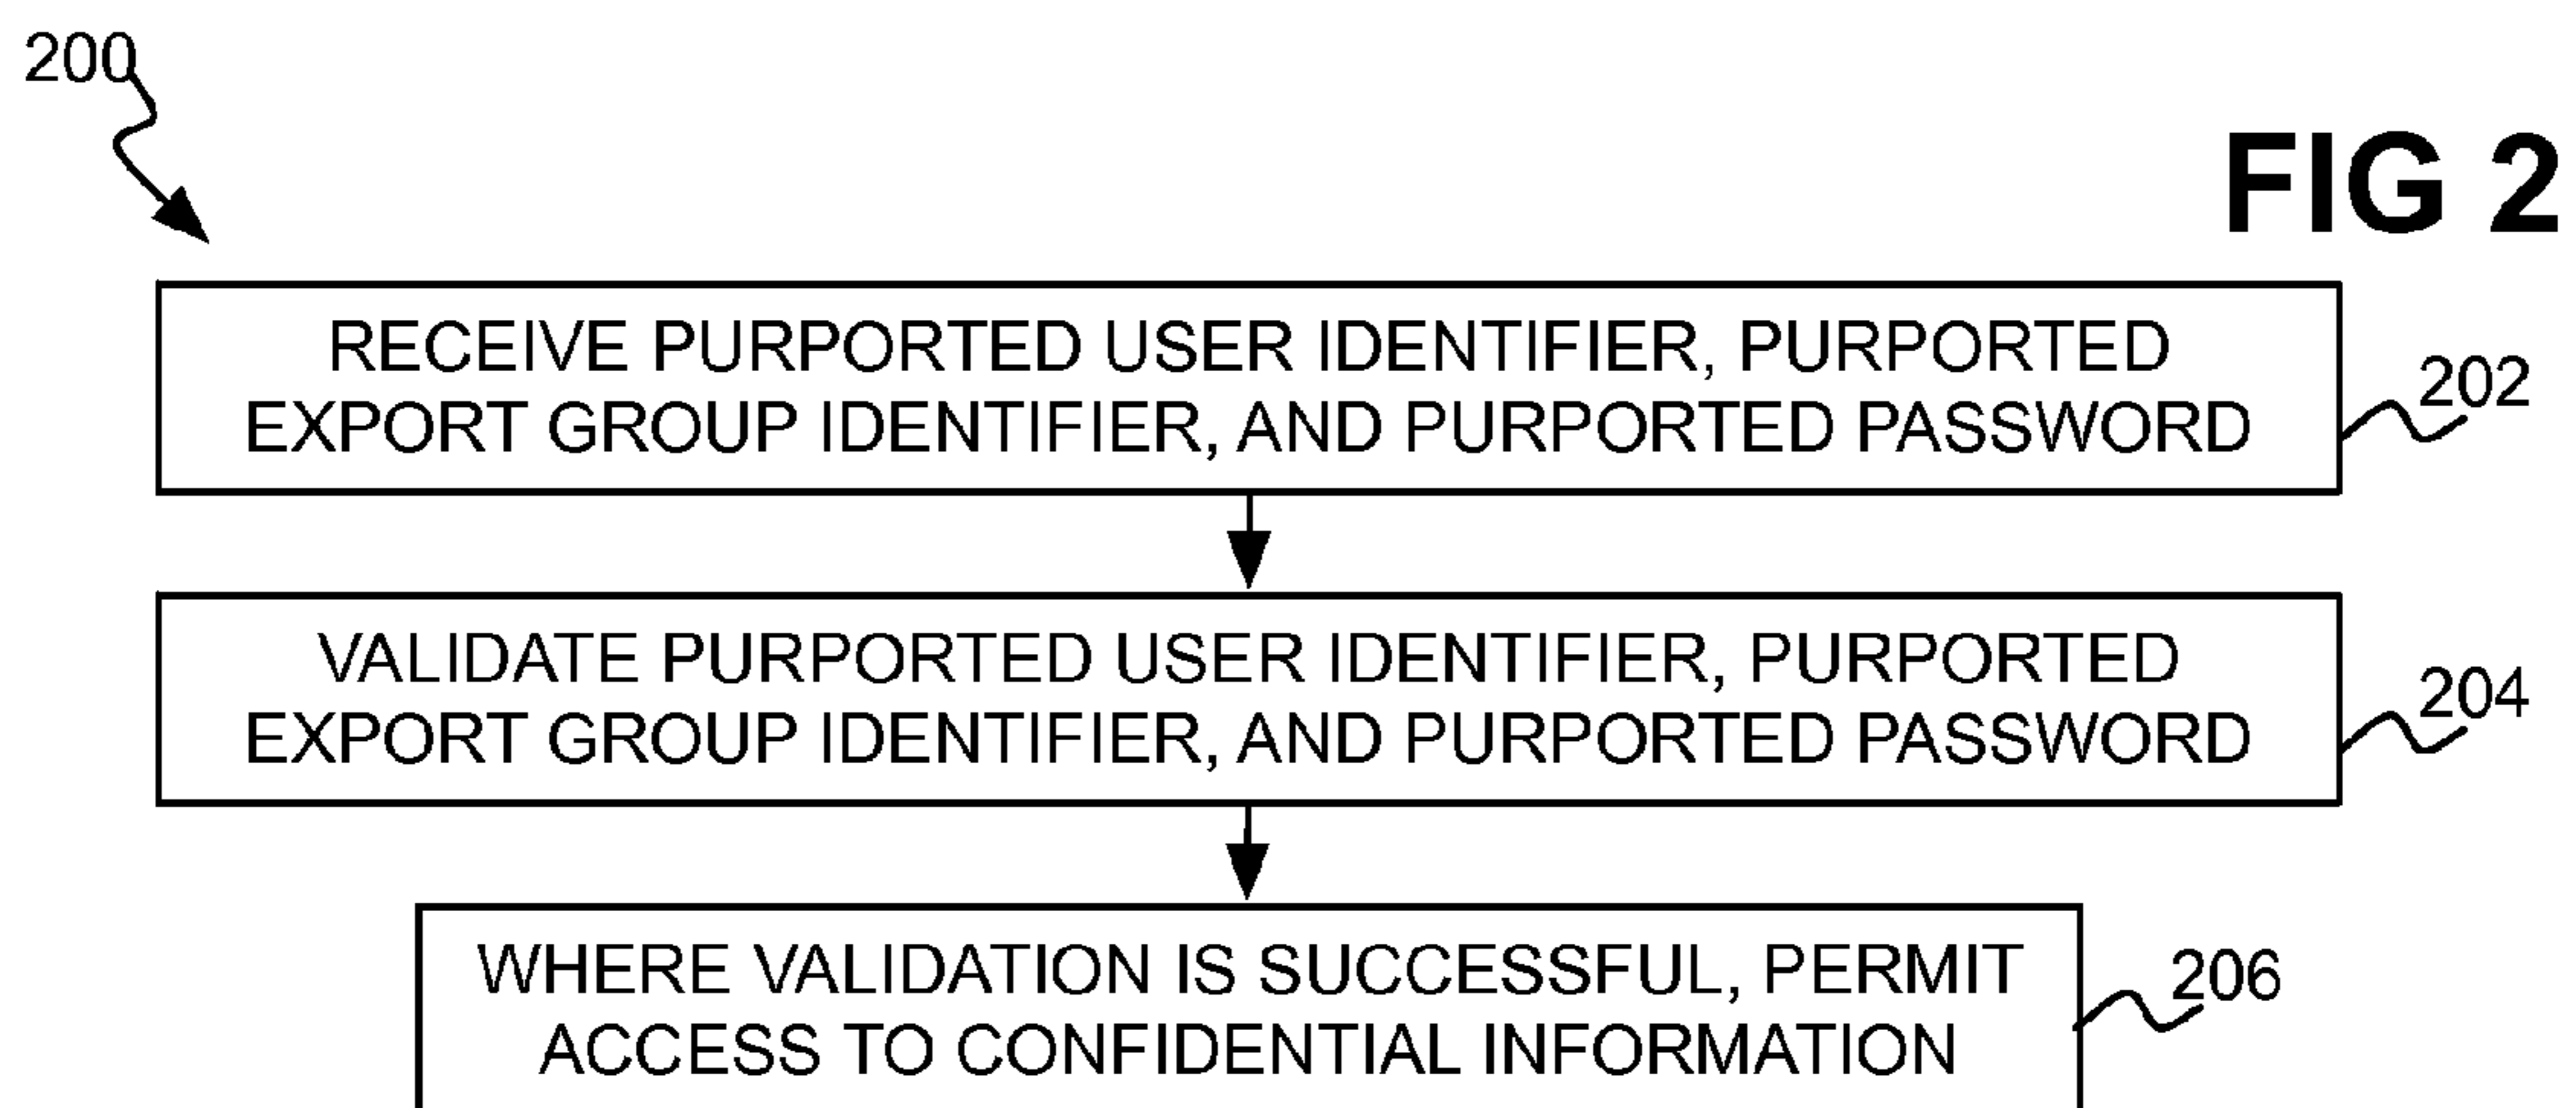 200
FIG 2
RECEIVE PURPORTED USER IDENTIFIER, PURPORTED
EXPORT GROUP IDENTIFIER, AND PURPORTED PASSWORD
202
VALIDATE PURPORTED USER IDENTIFIER, PURPORTED
EXPORT GROUP IDENTIFIER, AND PURPORTED PASSWORD
204
WHERE VALIDATION IS SUCCESSFUL, PERMIT
ACCESS TO CONFIDENTIAL INFORMATION
206